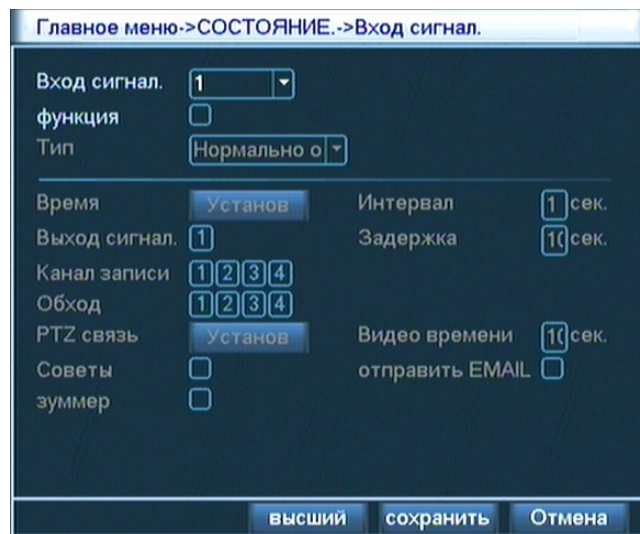 Главное меню->СОСТОЯНИЕ.->Вход сигнал.
Вход сигнал. 1
функция
Тип Нормально о
Время Установ Интервал 1 сек.
Выход сигнал. 1 Задержка 10 сек.
Канал записи 1 2 3 4
Обход 1 2 3 4
PTZ связь Установ Видео времени 10 сек.
Советы отправить EMAIL
зуммер
высший сохранить Отмена